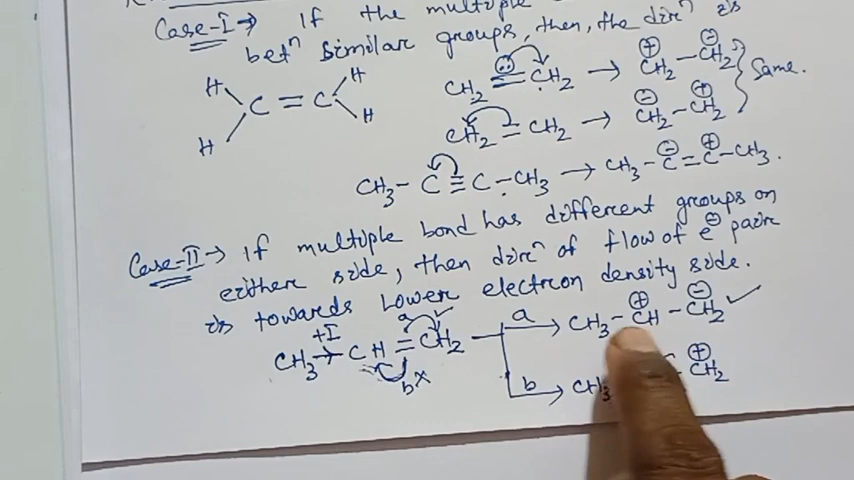 Case-I → If the multiple
betn similar groups, then, the dirn is
H H
C = C
H H
CH2 = CH2 → ⊕CH2 – ⊖CH2
CH2 = CH2 → ⊖CH2 – ⊕CH2
Same.
CH3 – C ≡ C – CH3 → CH3 – ⊖C = ⊕C – CH3.
Case-II → If multiple bond has different groups on
eithere side, then dirn of flow of e⊖ paire
is towards lower electron density side.
CH3 →+I CH = CH2 a ✓ b ×
a → CH3 – ⊕CH – ⊖CH2 ✓
b → CH3 – ⊕CH2